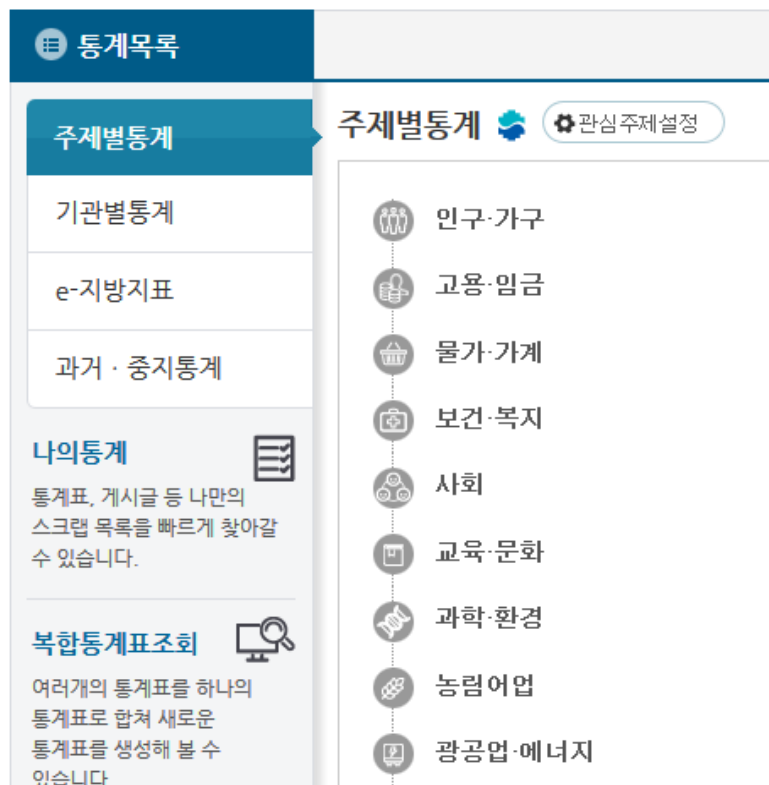 통계목록
주제별통계
기관별통계
e-지방지표
과거 · 중지통계
나의통계
통계표, 게시글 등 나만의
스크랩 목록을 빠르게 찾아갈
수 있습니다.
복합통계표조회
여러개의 통계표를 하나의
통계표로 합쳐 새로운
통계표를 생성해 볼 수
있습니다
주제별통계 관심주제설정
인구·가구
고용·임금
물가·가계
보건·복지
사회
교육·문화
과학·환경
농림어업
광공업·에너지